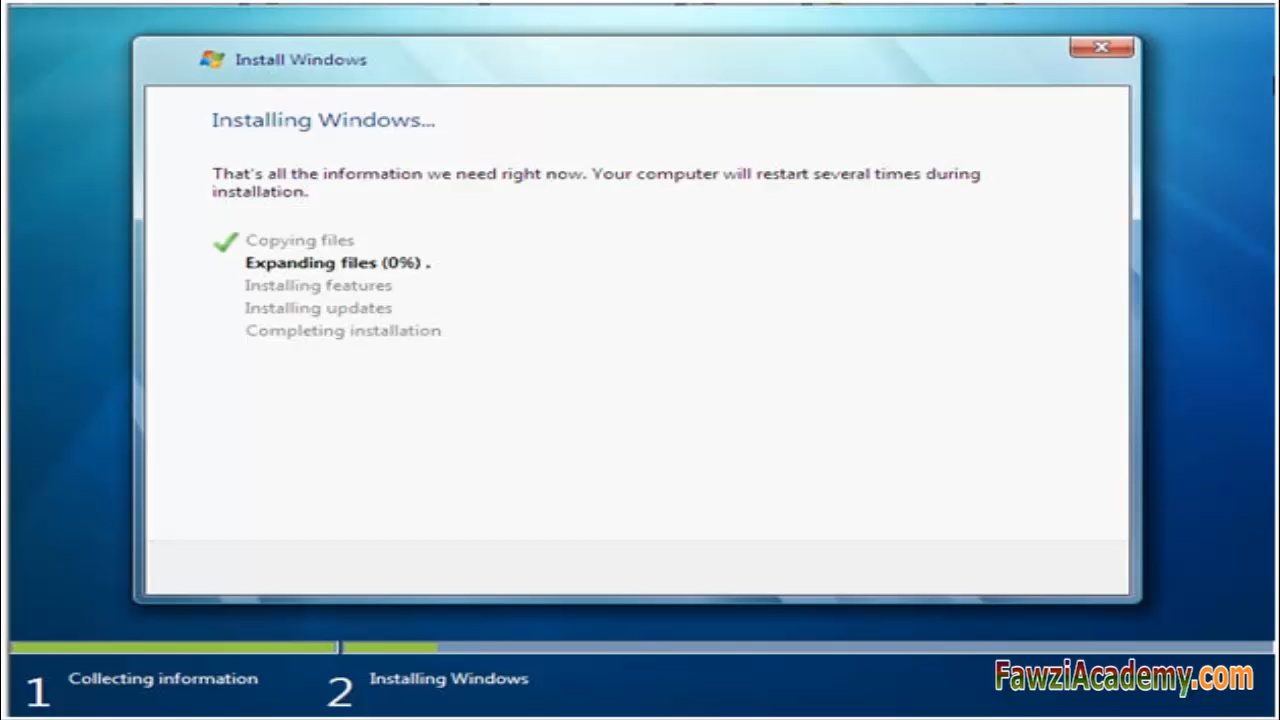 Install Windows
Installing Windows...
That's all the information we need right now. Your computer will restart several times during
installation.
Copying files
Expanding files (0%) .
Installing features
Installing updates
Completing installation
1 Collecting information
2 Installing Windows
FawziAcademy.com